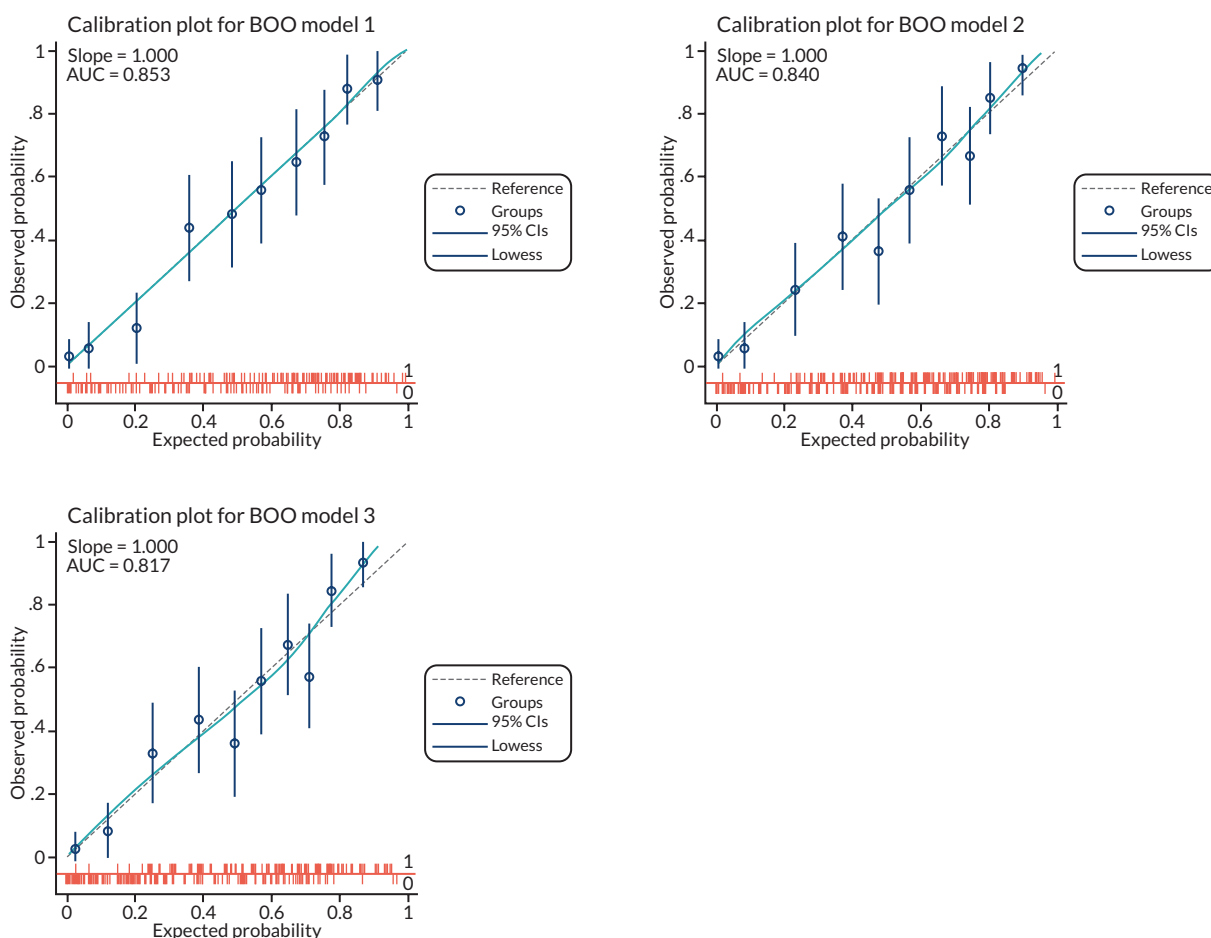 Calibration plot for BOO model 1
Slope = 1.000
AUC = 0.853
Observed probability
1
.8
.6
.4
.2
0
1
0
0 0.2 0.4 0.6 0.8 1
Expected probability
Reference
Groups
95% CIs
Lowess
Calibration plot for BOO model 2
Slope = 1.000
AUC = 0.840
Observed probability
1
.8
.6
.4
.2
0
1
0
0 0.2 0.4 0.6 0.8 1
Expected probability
Reference
Groups
95% CIs
Lowess
Calibration plot for BOO model 3
Slope = 1.000
AUC = 0.817
Observed probability
1
.8
.6
.4
.2
0
1
0
0 0.2 0.4 0.6 0.8 1
Expected probability
Reference
Groups
95% CIs
Lowess